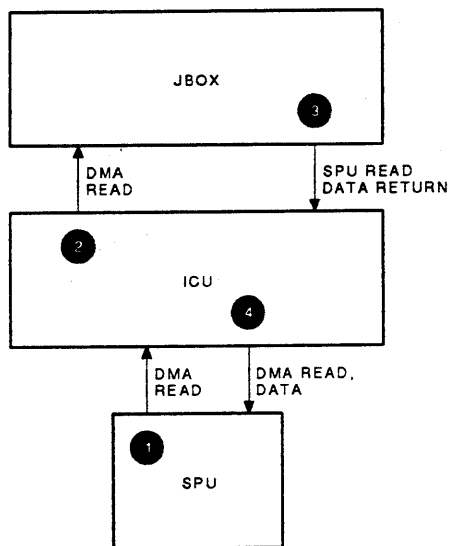 JBOX
3
DMA
READ
SPU READ
DATA RETURN
2
ICU
4
DMA
READ
DMA READ,
DATA
1
SPU